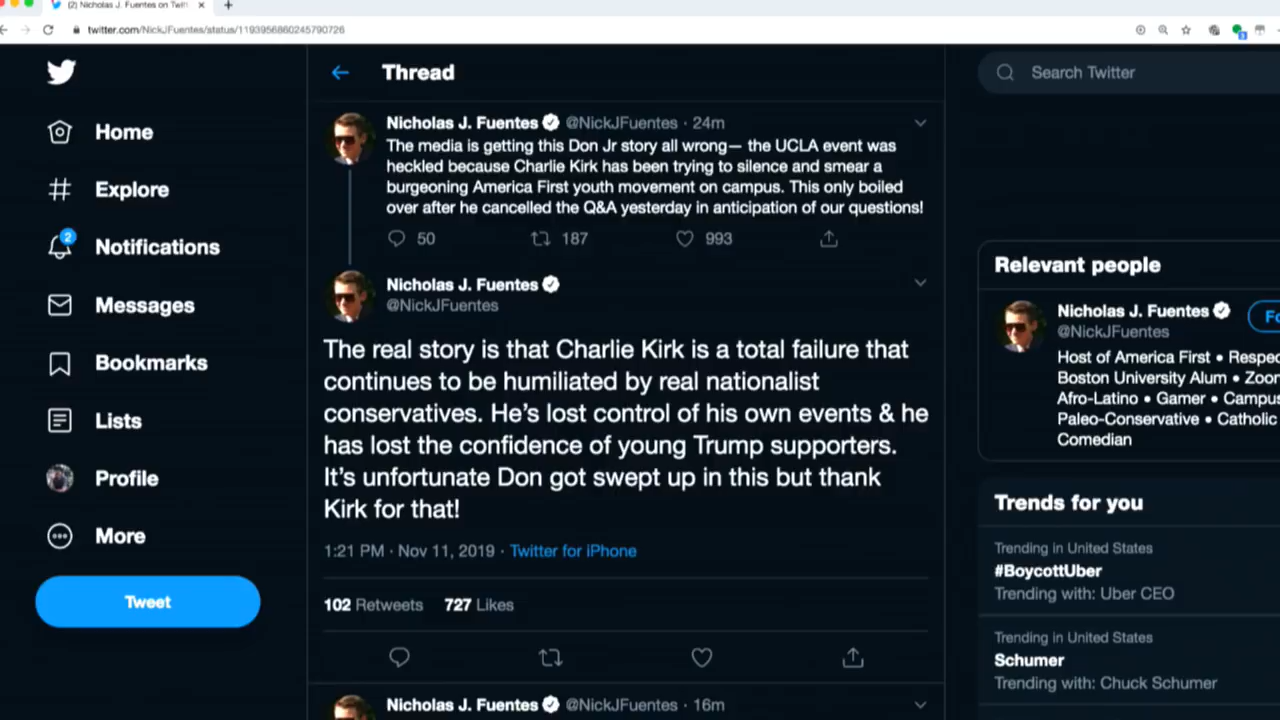 (2) Nicholas J. Fuentes on Twitt
twitter.com/NickJFuentes/status/1193956860245790726
Thread
Search Twitter
Home
Explore
2
Notifications
Messages
Bookmarks
Lists
Profile
More
Tweet
Nicholas J. Fuentes @NickJFuentes · 24m
The media is getting this Don Jr story all wrong— the UCLA event was
heckled because Charlie Kirk has been trying to silence and smear a
burgeoning America First youth movement on campus. This only boiled
over after he cancelled the Q&A yesterday in anticipation of our questions!
50 187 993
Nicholas J. Fuentes
@NickJFuentes
The real story is that Charlie Kirk is a total failure that
continues to be humiliated by real nationalist
conservatives. He's lost control of his own events & he
has lost the confidence of young Trump supporters.
It's unfortunate Don got swept up in this but thank
Kirk for that!
1:21 PM · Nov 11, 2019 · Twitter for iPhone
102 Retweets 727 Likes
Nicholas J. Fuentes @NickJFuentes · 16m
Relevant people
Nicholas J. Fuentes
@NickJFuentes
Fo
Host of America First • Respec
Boston University Alum • Zoon
Afro-Latino • Gamer • Campus
Paleo-Conservative • Catholic
Comedian
Trends for you
Trending in United States
#BoycottUber
Trending with: Uber CEO
Trending in United States
Schumer
Trending with: Chuck Schumer